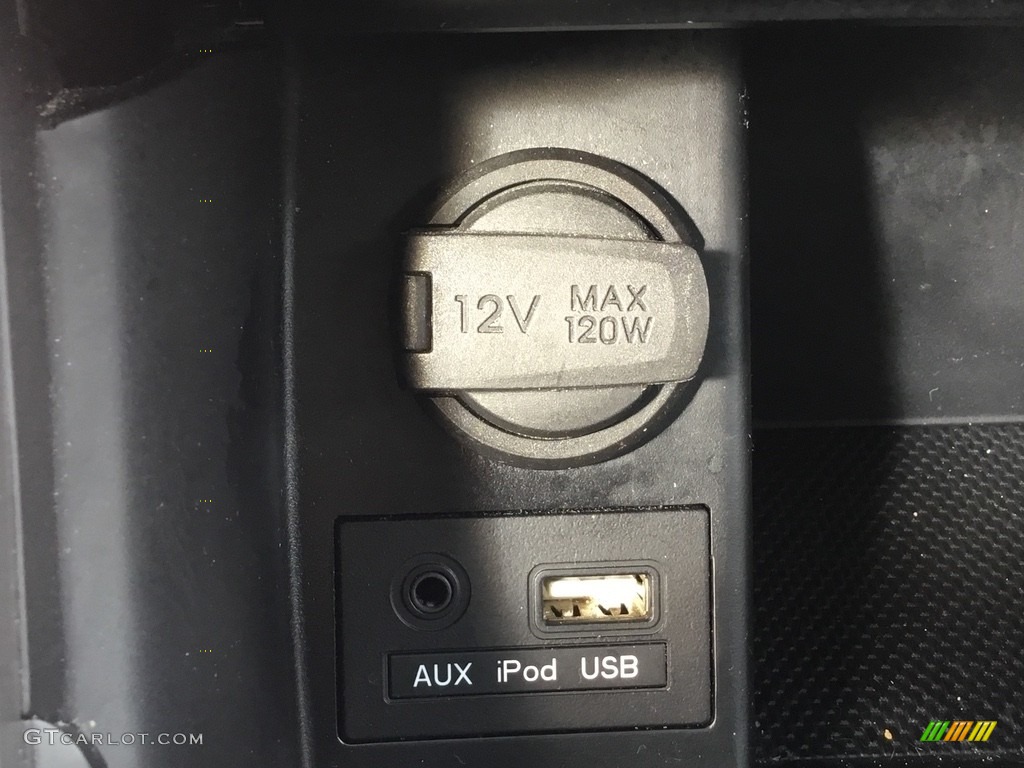 12V MAX
120W
AUX iPod USB
GTCARLOT.COM